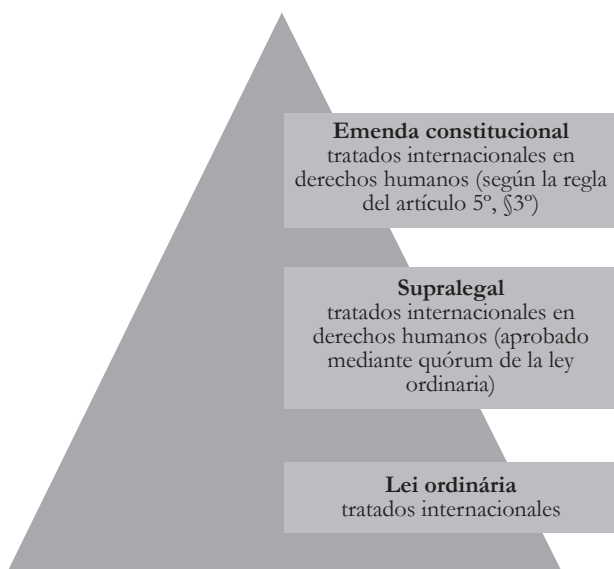 Emenda constitucional
tratados internacionales en
derechos humanos (según la regla
del artículo 5º, §3º)
Supralegal
tratados internacionales en
derechos humanos (aprobado
mediante quórum de la ley
ordinaria)
Lei ordinária
tratados internacionales